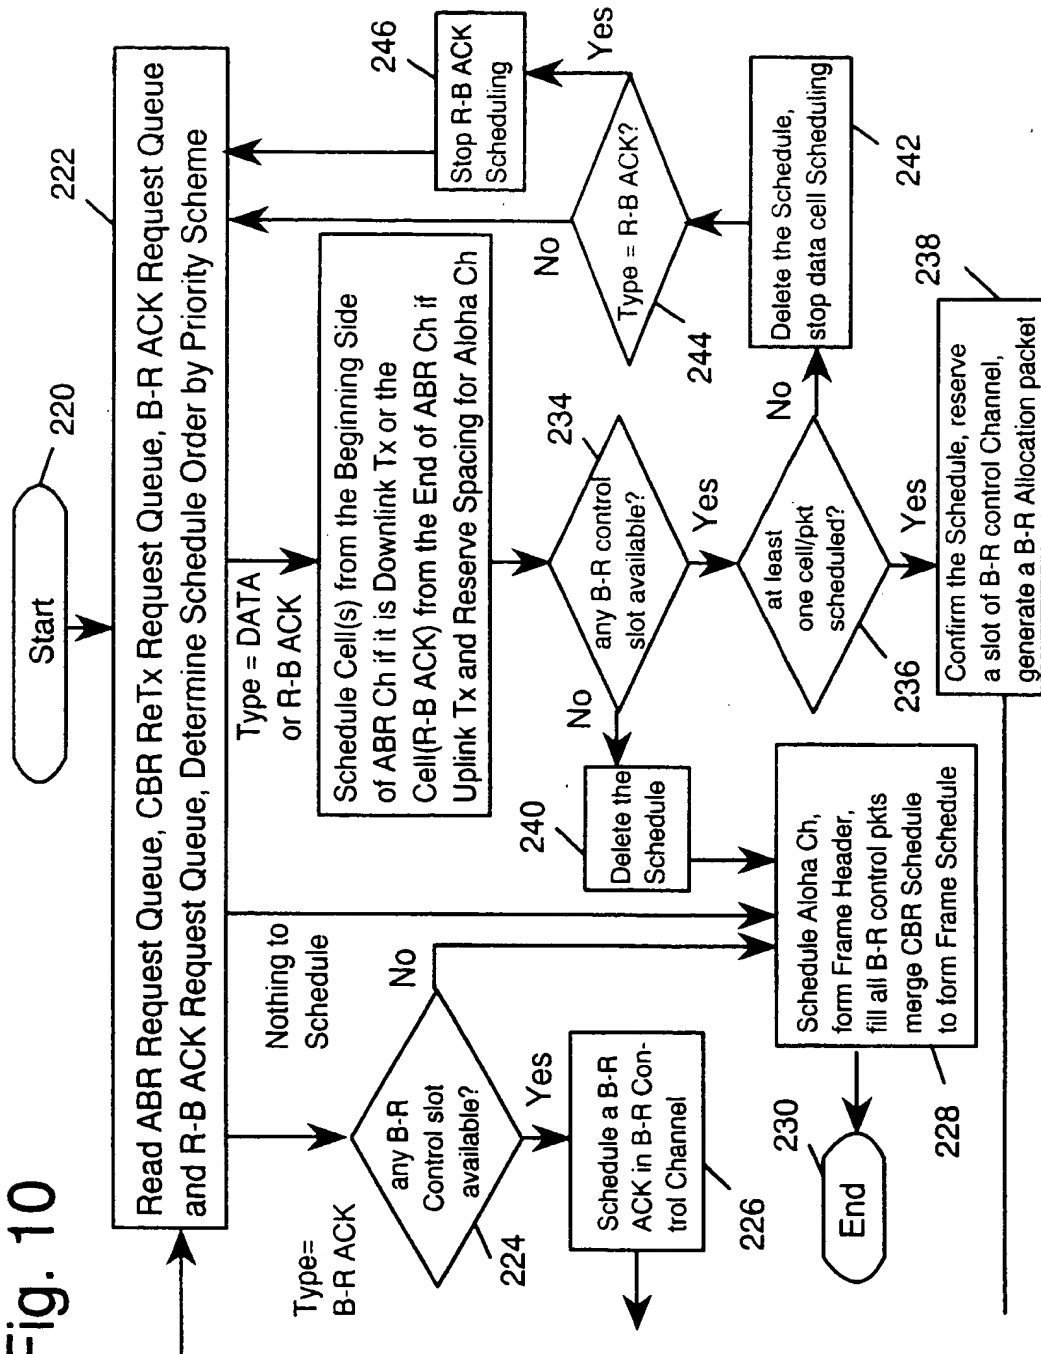 Fig. 10
Start
220
222
Read ABR Request Queue, CBR ReTx Request Queue, B-R ACK Request Queue
and R-B ACK Request Queue, Determine Schedule Order by Priority Scheme
Type=
B-R ACK
Nothing to
Schedule
Type = DATA
or R-B ACK
any B-R
Control slot
available?
224
No
Yes
Schedule a B-R
ACK in B-R Con-
trol Channel
226
Schedule Cell(s) from the Beginning Side
of ABR Ch if it is Downlink Tx or the
Cell(R-B ACK) from the End of ABR Ch if
Uplink Tx and Reserve Spacing for Aloha Ch
any B-R control
slot available?
234
No
Yes
240
Delete the
Schedule
at least
one cell/pkt
scheduled?
236
No
Yes
Confirm the Schedule, reserve
a slot of B-R control Channel,
generate a B-R Allocation packet
238
Delete the Schedule,
stop data cell Scheduling
242
Type = R-B ACK?
244
No
Yes
Stop R-B ACK
Scheduling
246
Schedule Aloha Ch,
form Frame Header,
fill all B-R control pkts
merge CBR Schedule
to form Frame Schedule
228
End
230